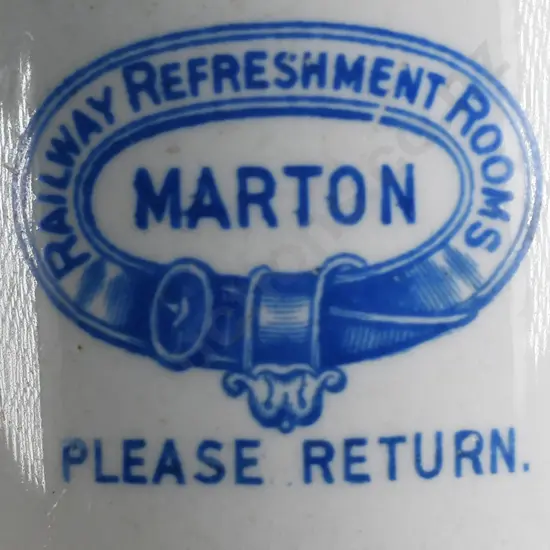 RAILWAY REFRESHMENT ROOMS
MARTON
PLEASE RETURN.